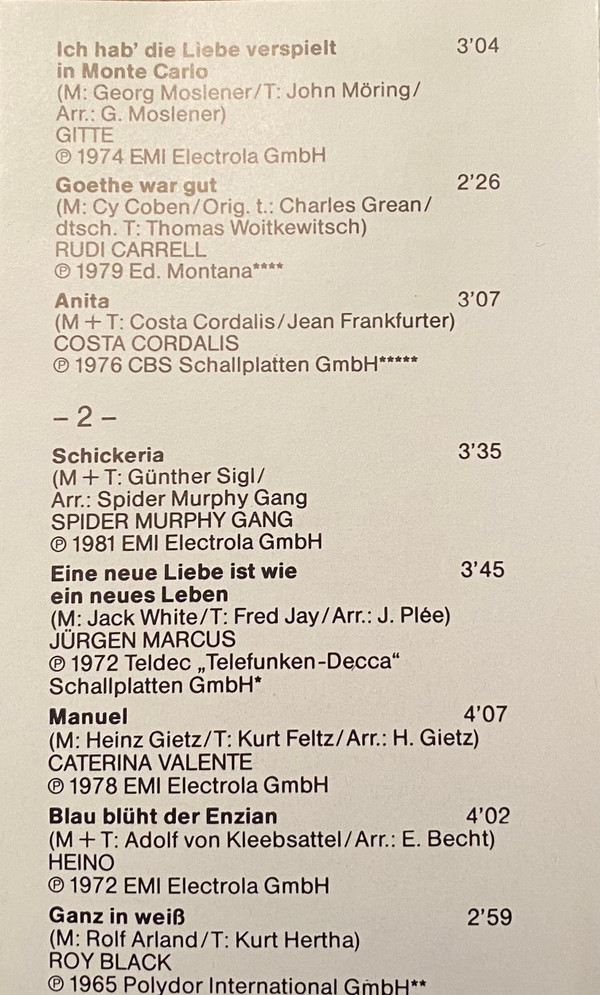 Ich hab' die Liebe verspielt 3'04
in Monte Carlo
(M: Georg Moslener/T: John Möring/
Arr.: G. Moslener)
GITTE
℗ 1974 EMI Electrola GmbH
Goethe war gut 2'26
(M: Cy Coben/Orig. t.: Charles Grean/
dtsch. T: Thomas Woitkewitsch)
RUDI CARRELL
℗ 1979 Ed. Montana****
Anita 3'07
(M + T: Costa Cordalis/Jean Frankfurter)
COSTA CORDALIS
℗ 1976 CBS Schallplatten GmbH*****
– 2 –
Schickeria 3'35
(M + T: Günther Sigl/
Arr.: Spider Murphy Gang
SPIDER MURPHY GANG
℗ 1981 EMI Electrola GmbH
Eine neue Liebe ist wie 3'45
ein neues Leben
(M: Jack White/T: Fred Jay/Arr.: J. Plée)
JÜRGEN MARCUS
℗ 1972 Teldec „Telefunken-Decca“
Schallplatten GmbH*
Manuel 4'07
(M: Heinz Gietz/T: Kurt Feltz/Arr.: H. Gietz)
CATERINA VALENTE
℗ 1978 EMI Electrola GmbH
Blau blüht der Enzian 4'02
(M + T: Adolf von Kleebsattel/Arr.: E. Becht)
HEINO
℗ 1972 EMI Electrola GmbH
Ganz in weiß 2'59
(M: Rolf Arland/T: Kurt Hertha)
ROY BLACK
℗ 1965 Polydor International GmbH**